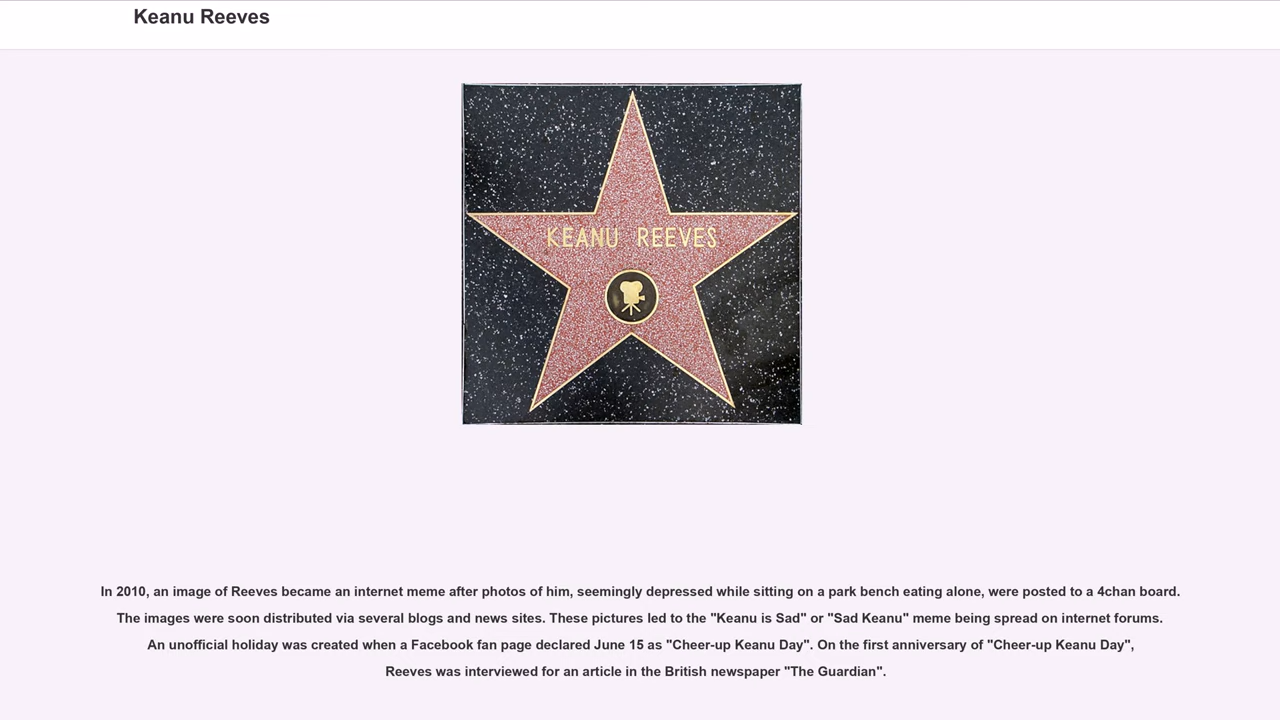 Keanu Reeves
KEANU REEVES
In 2010, an image of Reeves became an internet meme after photos of him, seemingly depressed while sitting on a park bench eating alone, were posted to a 4chan board.
The images were soon distributed via several blogs and news sites. These pictures led to the "Keanu is Sad" or "Sad Keanu" meme being spread on internet forums.
An unofficial holiday was created when a Facebook fan page declared June 15 as "Cheer-up Keanu Day". On the first anniversary of "Cheer-up Keanu Day",
Reeves was interviewed for an article in the British newspaper "The Guardian".